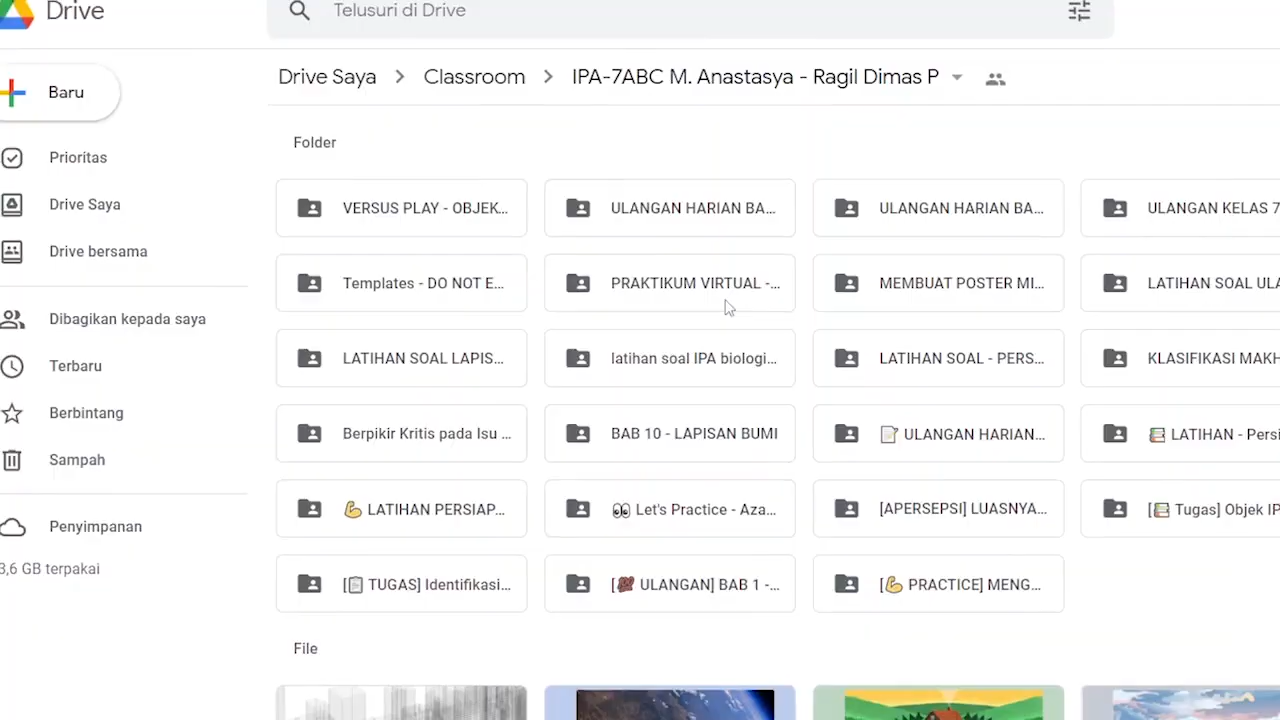 Drive
Telusuri di Drive
Baru
Drive Saya
Classroom
IPA-7ABC M. Anastasya - Ragil Dimas P
Prioritas
Drive Saya
Drive bersama
Dibagikan kepada saya
Terbaru
Berbintang
Sampah
Penyimpanan
3,6 GB terpakai
Folder
VERSUS PLAY - OBJEK...
ULANGAN HARIAN BA...
ULANGAN HARIAN BA...
ULANGAN KELAS 7
Templates - DO NOT E...
PRAKTIKUM VIRTUAL -...
MEMBUAT POSTER MI...
LATIHAN SOAL ULA
LATIHAN SOAL LAPIS...
latihan soal IPA biologi...
LATIHAN SOAL - PERS...
KLASIFIKASI MAKH
Berpikir Kritis pada Isu ...
BAB 10 - LAPISAN BUMI
📝 ULANGAN HARIAN...
📚 LATIHAN - Persi
💪 LATIHAN PERSIAP...
👀 Let's Practice - Aza...
[APERSEPSI] LUASNYA...
[📚 Tugas] Objek IP
[📋 TUGAS] Identifikasi...
[💯 ULANGAN] BAB 1 -...
[💪 PRACTICE] MENG...
File